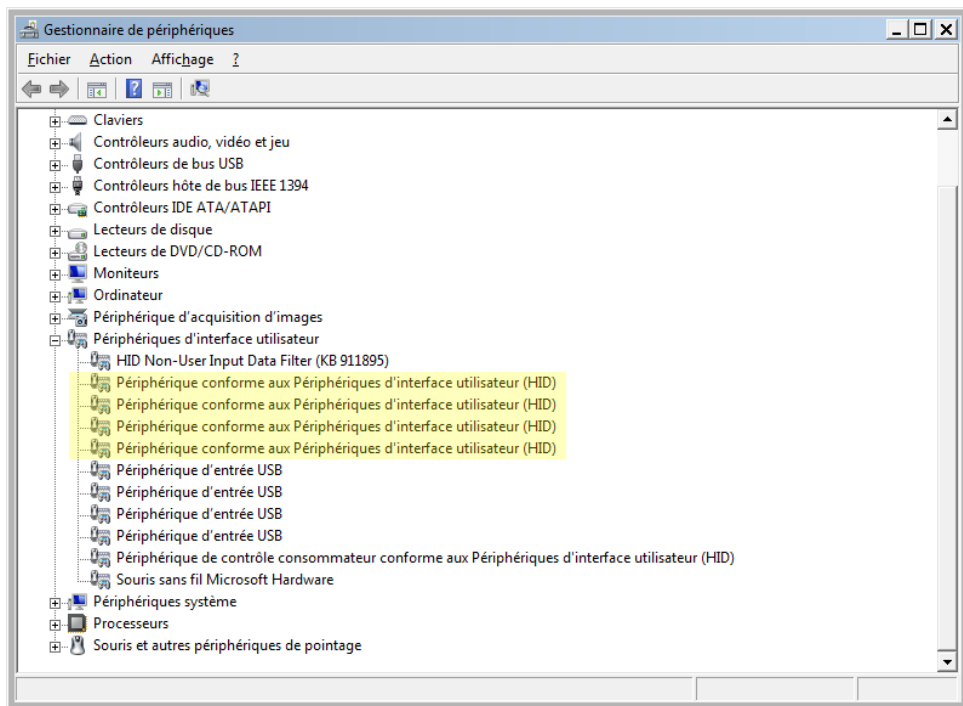 Gestionnaire de périphériques
Fichier Action Affichage ?
Claviers
Contrôleurs audio, vidéo et jeu
Contrôleurs de bus USB
Contrôleurs hôte de bus IEEE 1394
Contrôleurs IDE ATA/ATAPI
Lecteurs de disque
Lecteurs de DVD/CD-ROM
Moniteurs
Ordinateur
Périphérique d'acquisition d'images
Périphériques d'interface utilisateur
HID Non-User Input Data Filter (KB 911895)
Périphérique conforme aux Périphériques d'interface utilisateur (HID)
Périphérique conforme aux Périphériques d'interface utilisateur (HID)
Périphérique conforme aux Périphériques d'interface utilisateur (HID)
Périphérique conforme aux Périphériques d'interface utilisateur (HID)
Périphérique d'entrée USB
Périphérique d'entrée USB
Périphérique d'entrée USB
Périphérique d'entrée USB
Périphérique de contrôle consommateur conforme aux Périphériques d'interface utilisateur (HID)
Souris sans fil Microsoft Hardware
Périphériques système
Processeurs
Souris et autres périphériques de pointage